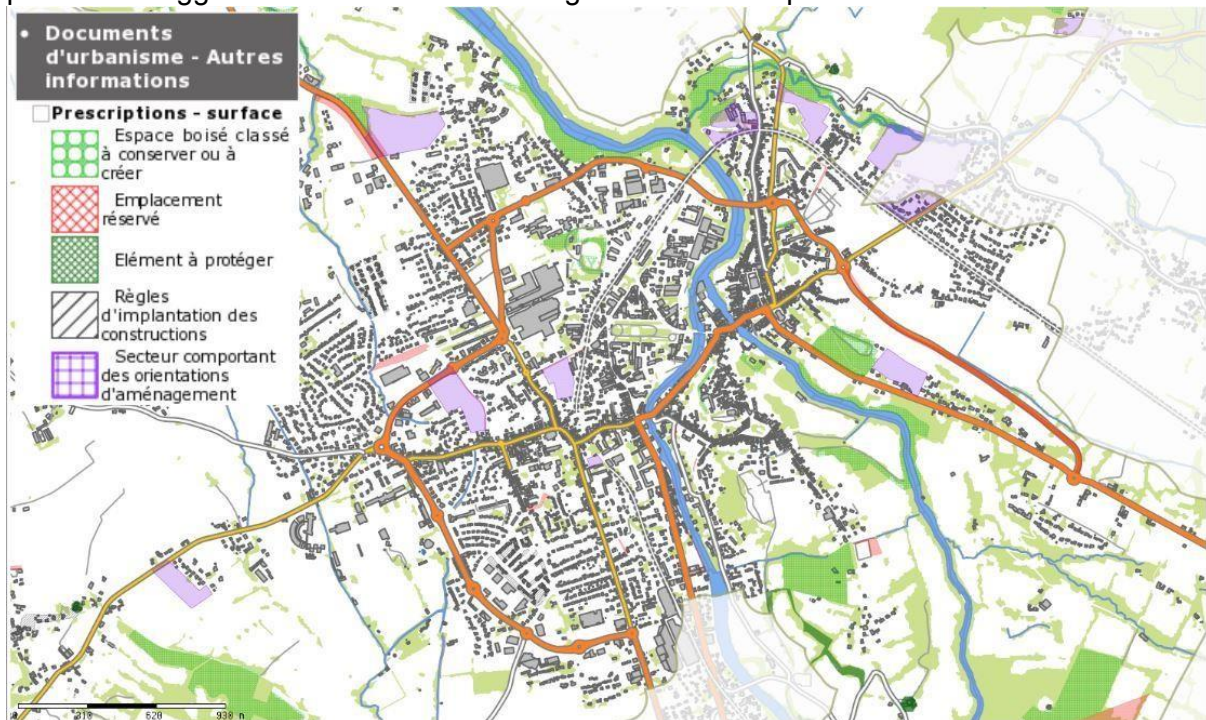 • Documents
d'urbanisme - Autres
informations
Prescriptions - surface
Espace boisé classé
à conserver ou à
créer
Emplacement
réservé
Elément à protéger
Règles
d'implantation des
constructions
Secteur comportant
des orientations
d'aménagement
310 620 930 m